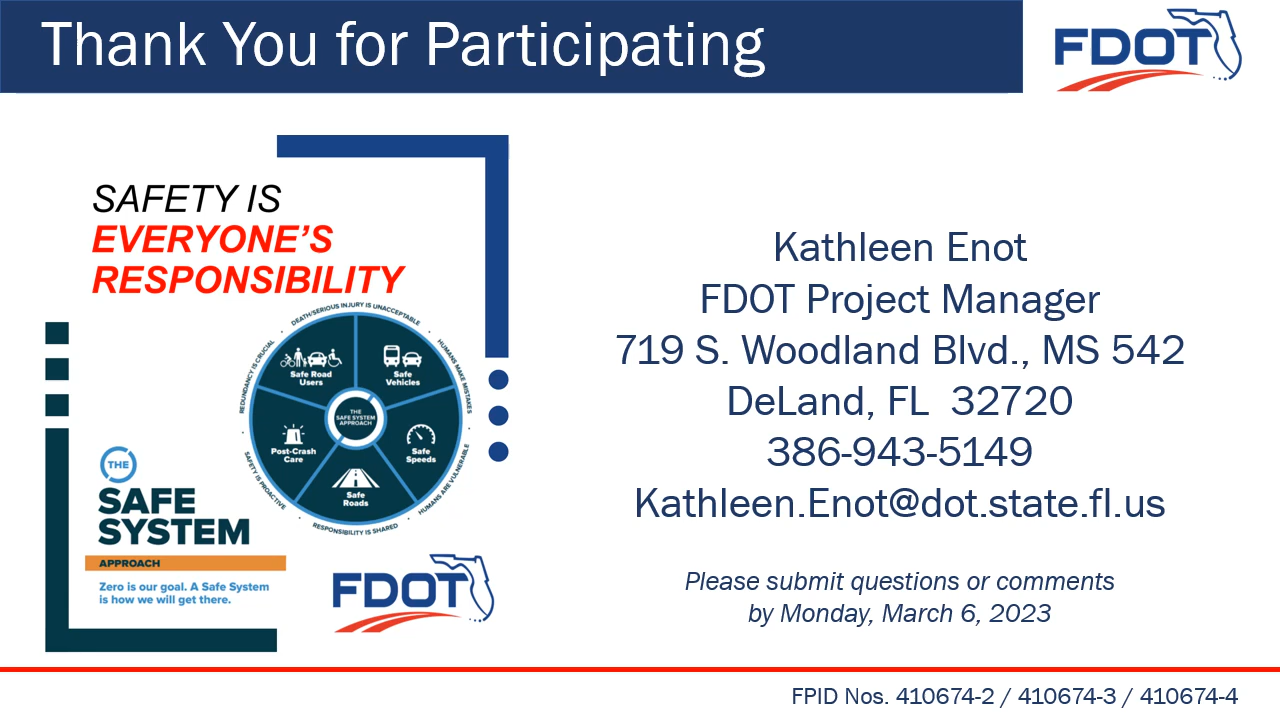 Thank You for Participating
FDOT
SAFETY IS
EVERYONE'S
RESPONSIBILITY
DEATH/SERIOUS INJURY IS UNACCEPTABLE
HUMANS MAKE MISTAKES
HUMANS ARE VULNERABLE
RESPONSIBILITY IS SHARED
SAFETY IS PROACTIVE
REDUNDANCY IS CRUCIAL
Safe Road
Users
Safe
Vehicles
THE
SAFE SYSTEM
APPROACH
Post-Crash
Care
Safe
Speeds
Safe
Roads
THE
SAFE
SYSTEM
APPROACH
Zero is our goal. A Safe System
is how we will get there.
FDOT
Kathleen Enot
FDOT Project Manager
719 S. Woodland Blvd., MS 542
DeLand, FL  32720
386-943-5149
Kathleen.Enot@dot.state.fl.us
Please submit questions or comments
by Monday, March 6, 2023
FPID Nos. 410674-2 / 410674-3 / 410674-4